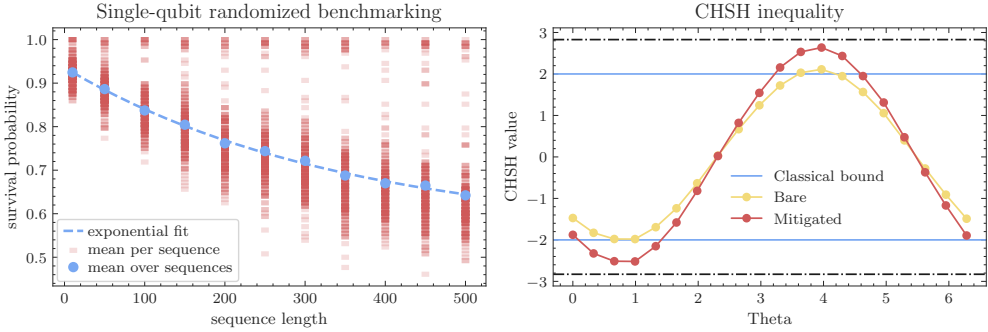 Single-qubit randomized benchmarking
survival probability
1.0
0.9
0.8
0.7
0.6
0.5
exponential fit
mean per sequence
mean over sequences
0 100 200 300 400 500
sequence length
CHSH inequality
CHSH value
3
2
1
0
−1
−2
−3
Classical bound
Bare
Mitigated
0 1 2 3 4 5 6
Theta